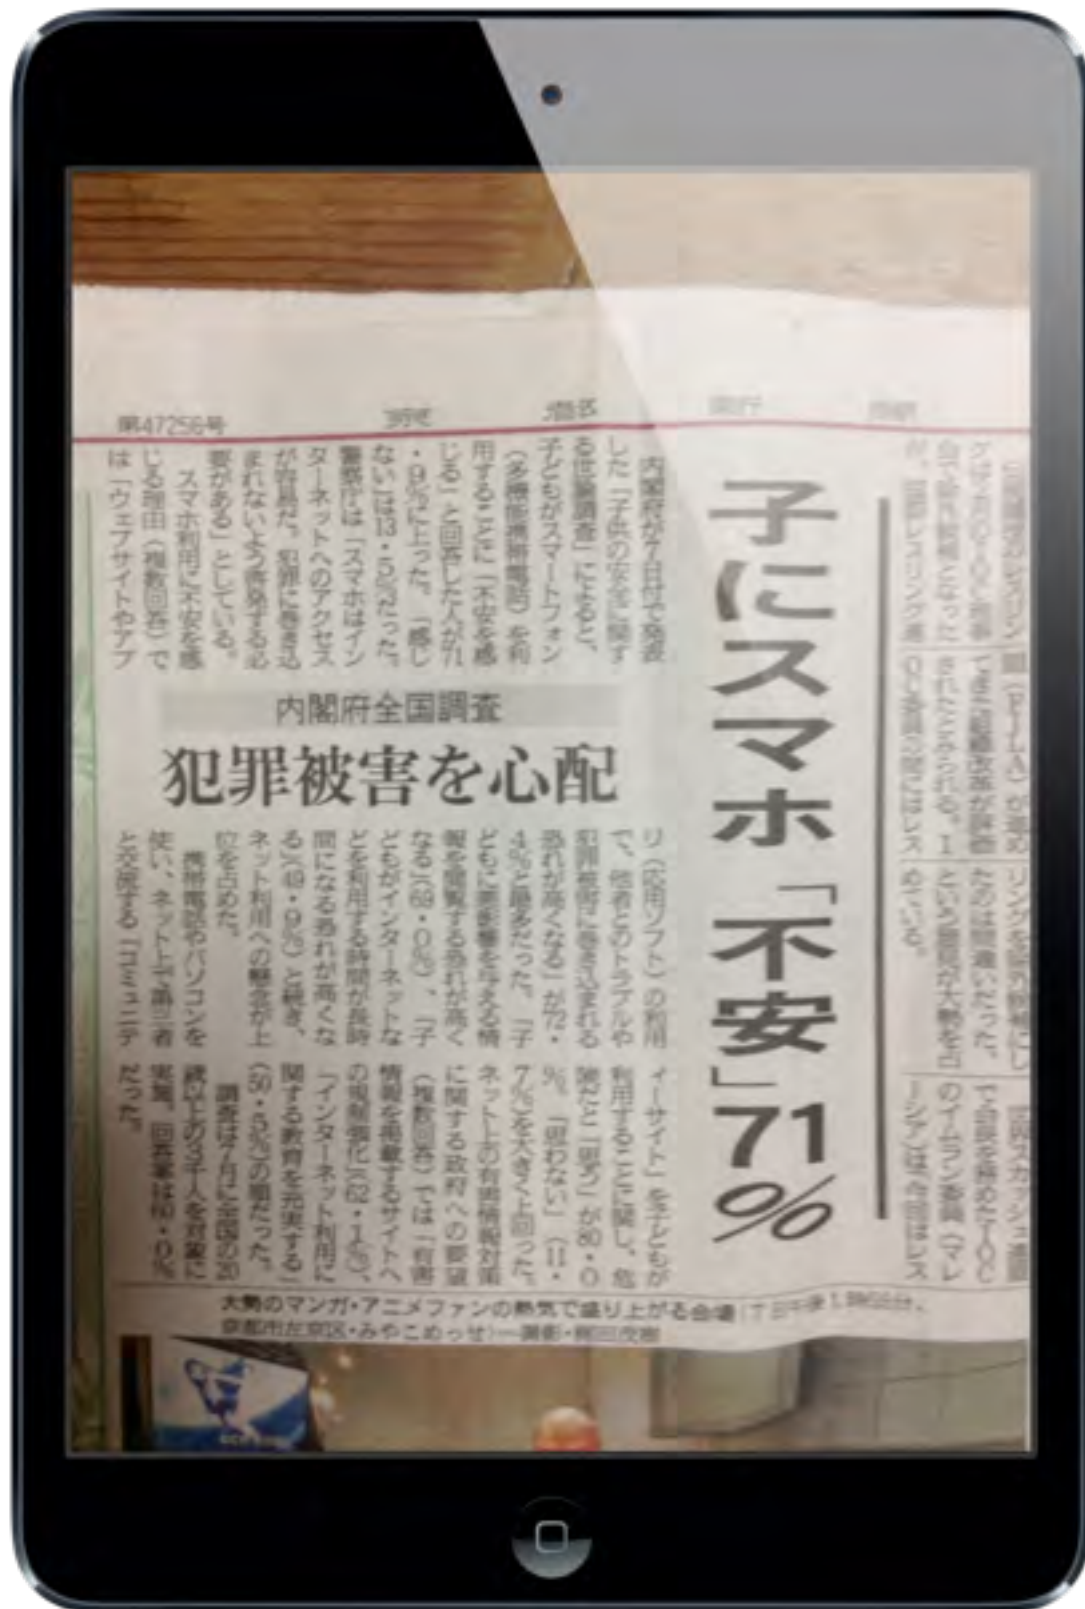 第47256号
子にスマホ「不安」71%
内閣府全国調査
犯罪被害を心配
内閣府が7日付で発表
した「子供の安全に関す
る世論調査」によると、
子どもがスマートフォン
(多機能携帯電話)を利
用することに「不安を感
じる」と回答した人が71
・9%に上った。「感じ
ない」は13・5%だった。
警察庁は「スマホはイン
ターネットへのアクセス
が容易だ。犯罪に巻き込
まれないよう啓発する必
要がある」としている。
スマホ利用に不安を感
じる理由(複数回答)で
は「ウェブサイトやアプ
リ(応用ソフト)の利用
で、他者とのトラブルや
犯罪被害に巻き込まれる
恐れが高くなる」が72・
4%と最多だった。「子
どもに悪影響を与える情
報を閲覧する恐れが高く
なる」(69・0%)、「子
どもがインターネットな
どを利用する時間が長時
間になる恐れが高くな
る」(49・9%)と続き、
ネット利用への懸念が上
位を占めた。
携帯電話やパソコンを
使い、ネット上で第三者
と交流する「コミュニテ
ィーサイト」を子どもが
利用することに関し、危
険だと「思う」が80・0
%。「思わない」(11・
7%)を大きく上回った。
ネット上の有害情報対策
に関する政府への要望
(複数回答)では「有害
情報を掲載するサイトへ
の規制強化」(62・1%)、
「インターネット利用に
関する教育を充実する」
(50・5%)の順だった。
調査は7月に全国の20
歳以上の3千人を対象に
実施。回答率は60・0%
だった。
大勢のマンガ・アニメファンの熱気で盛り上がる会場
京都市左京区・みやこめっせ)＝撮影・